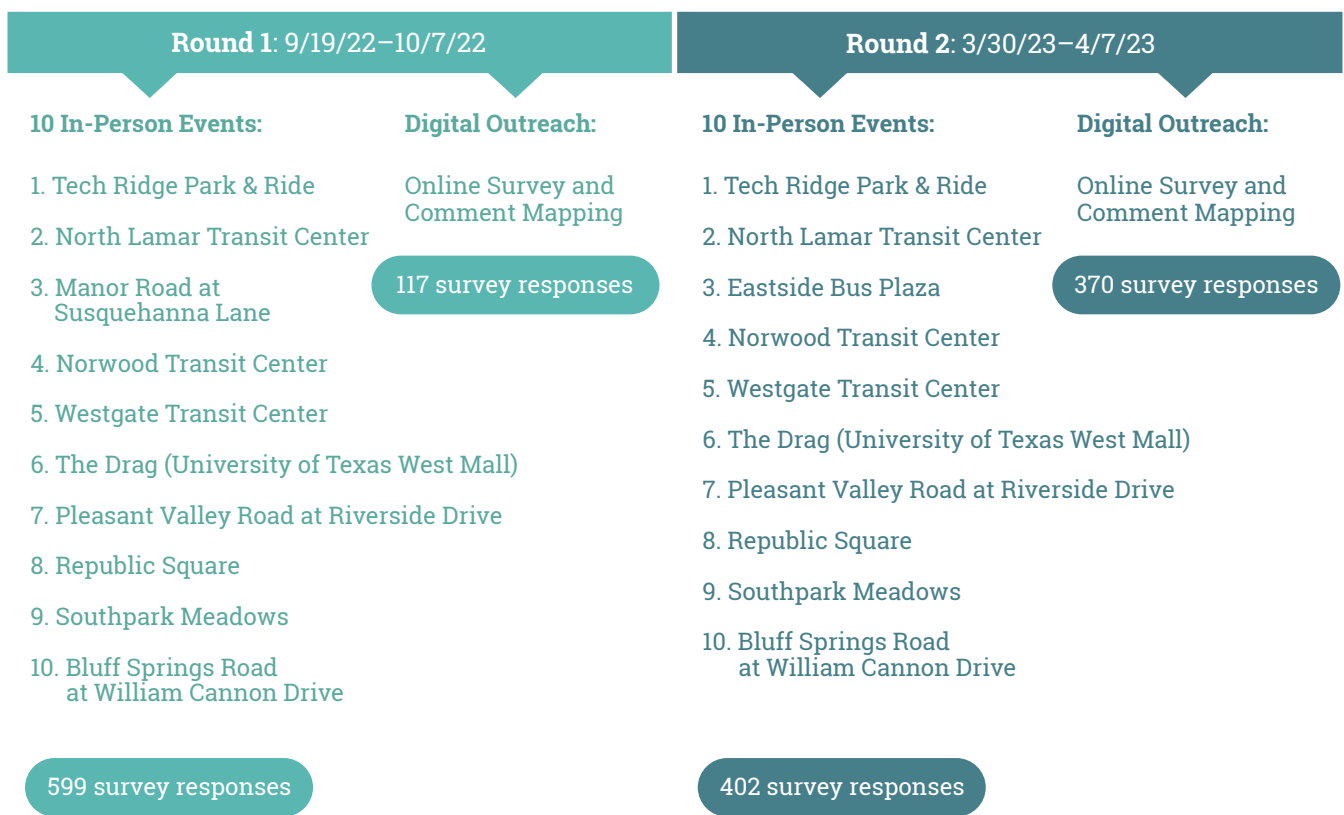 Round 1: 9/19/22–10/7/22
10 In-Person Events:
1. Tech Ridge Park & Ride
2. North Lamar Transit Center
3. Manor Road at
Susquehanna Lane
4. Norwood Transit Center
5. Westgate Transit Center
6. The Drag (University of Texas West Mall)
7. Pleasant Valley Road at Riverside Drive
8. Republic Square
9. Southpark Meadows
10. Bluff Springs Road
at William Cannon Drive
599 survey responses
Digital Outreach:
Online Survey and
Comment Mapping
117 survey responses
Round 2: 3/30/23–4/7/23
10 In-Person Events:
1. Tech Ridge Park & Ride
2. North Lamar Transit Center
3. Eastside Bus Plaza
4. Norwood Transit Center
5. Westgate Transit Center
6. The Drag (University of Texas West Mall)
7. Pleasant Valley Road at Riverside Drive
8. Republic Square
9. Southpark Meadows
10. Bluff Springs Road
at William Cannon Drive
402 survey responses
Digital Outreach:
Online Survey and
Comment Mapping
370 survey responses